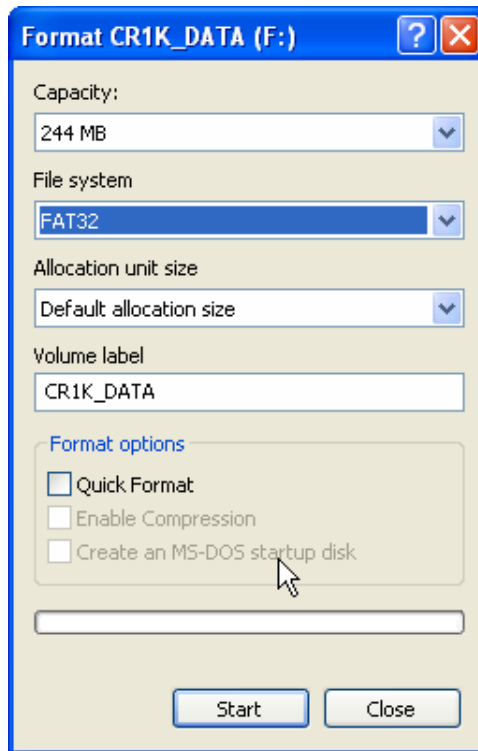 Format CR1K_DATA (F:)
?
Capacity:
244 MB
File system
FAT32
Allocation unit size
Default allocation size
Volume label
CR1K_DATA
Format options
Quick Format
Enable Compression
Create an MS-DOS startup disk
Start
Close